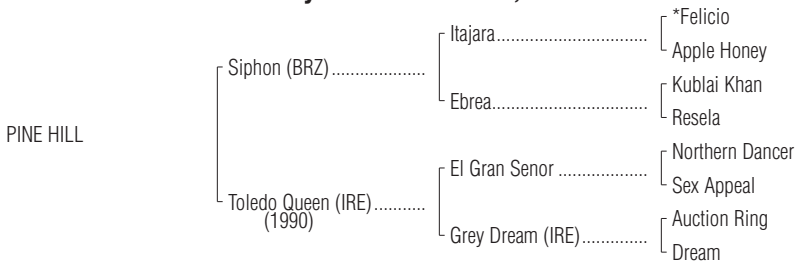 *Felicio
Itajara
Apple Honey
Siphon (BRZ)
Kublai Khan
Ebrea
Resela
PINE HILL
Northern Dancer
El Gran Senor
Sex Appeal
Toledo Queen (IRE)
(1990)
Auction Ring
Grey Dream (IRE)
Dream